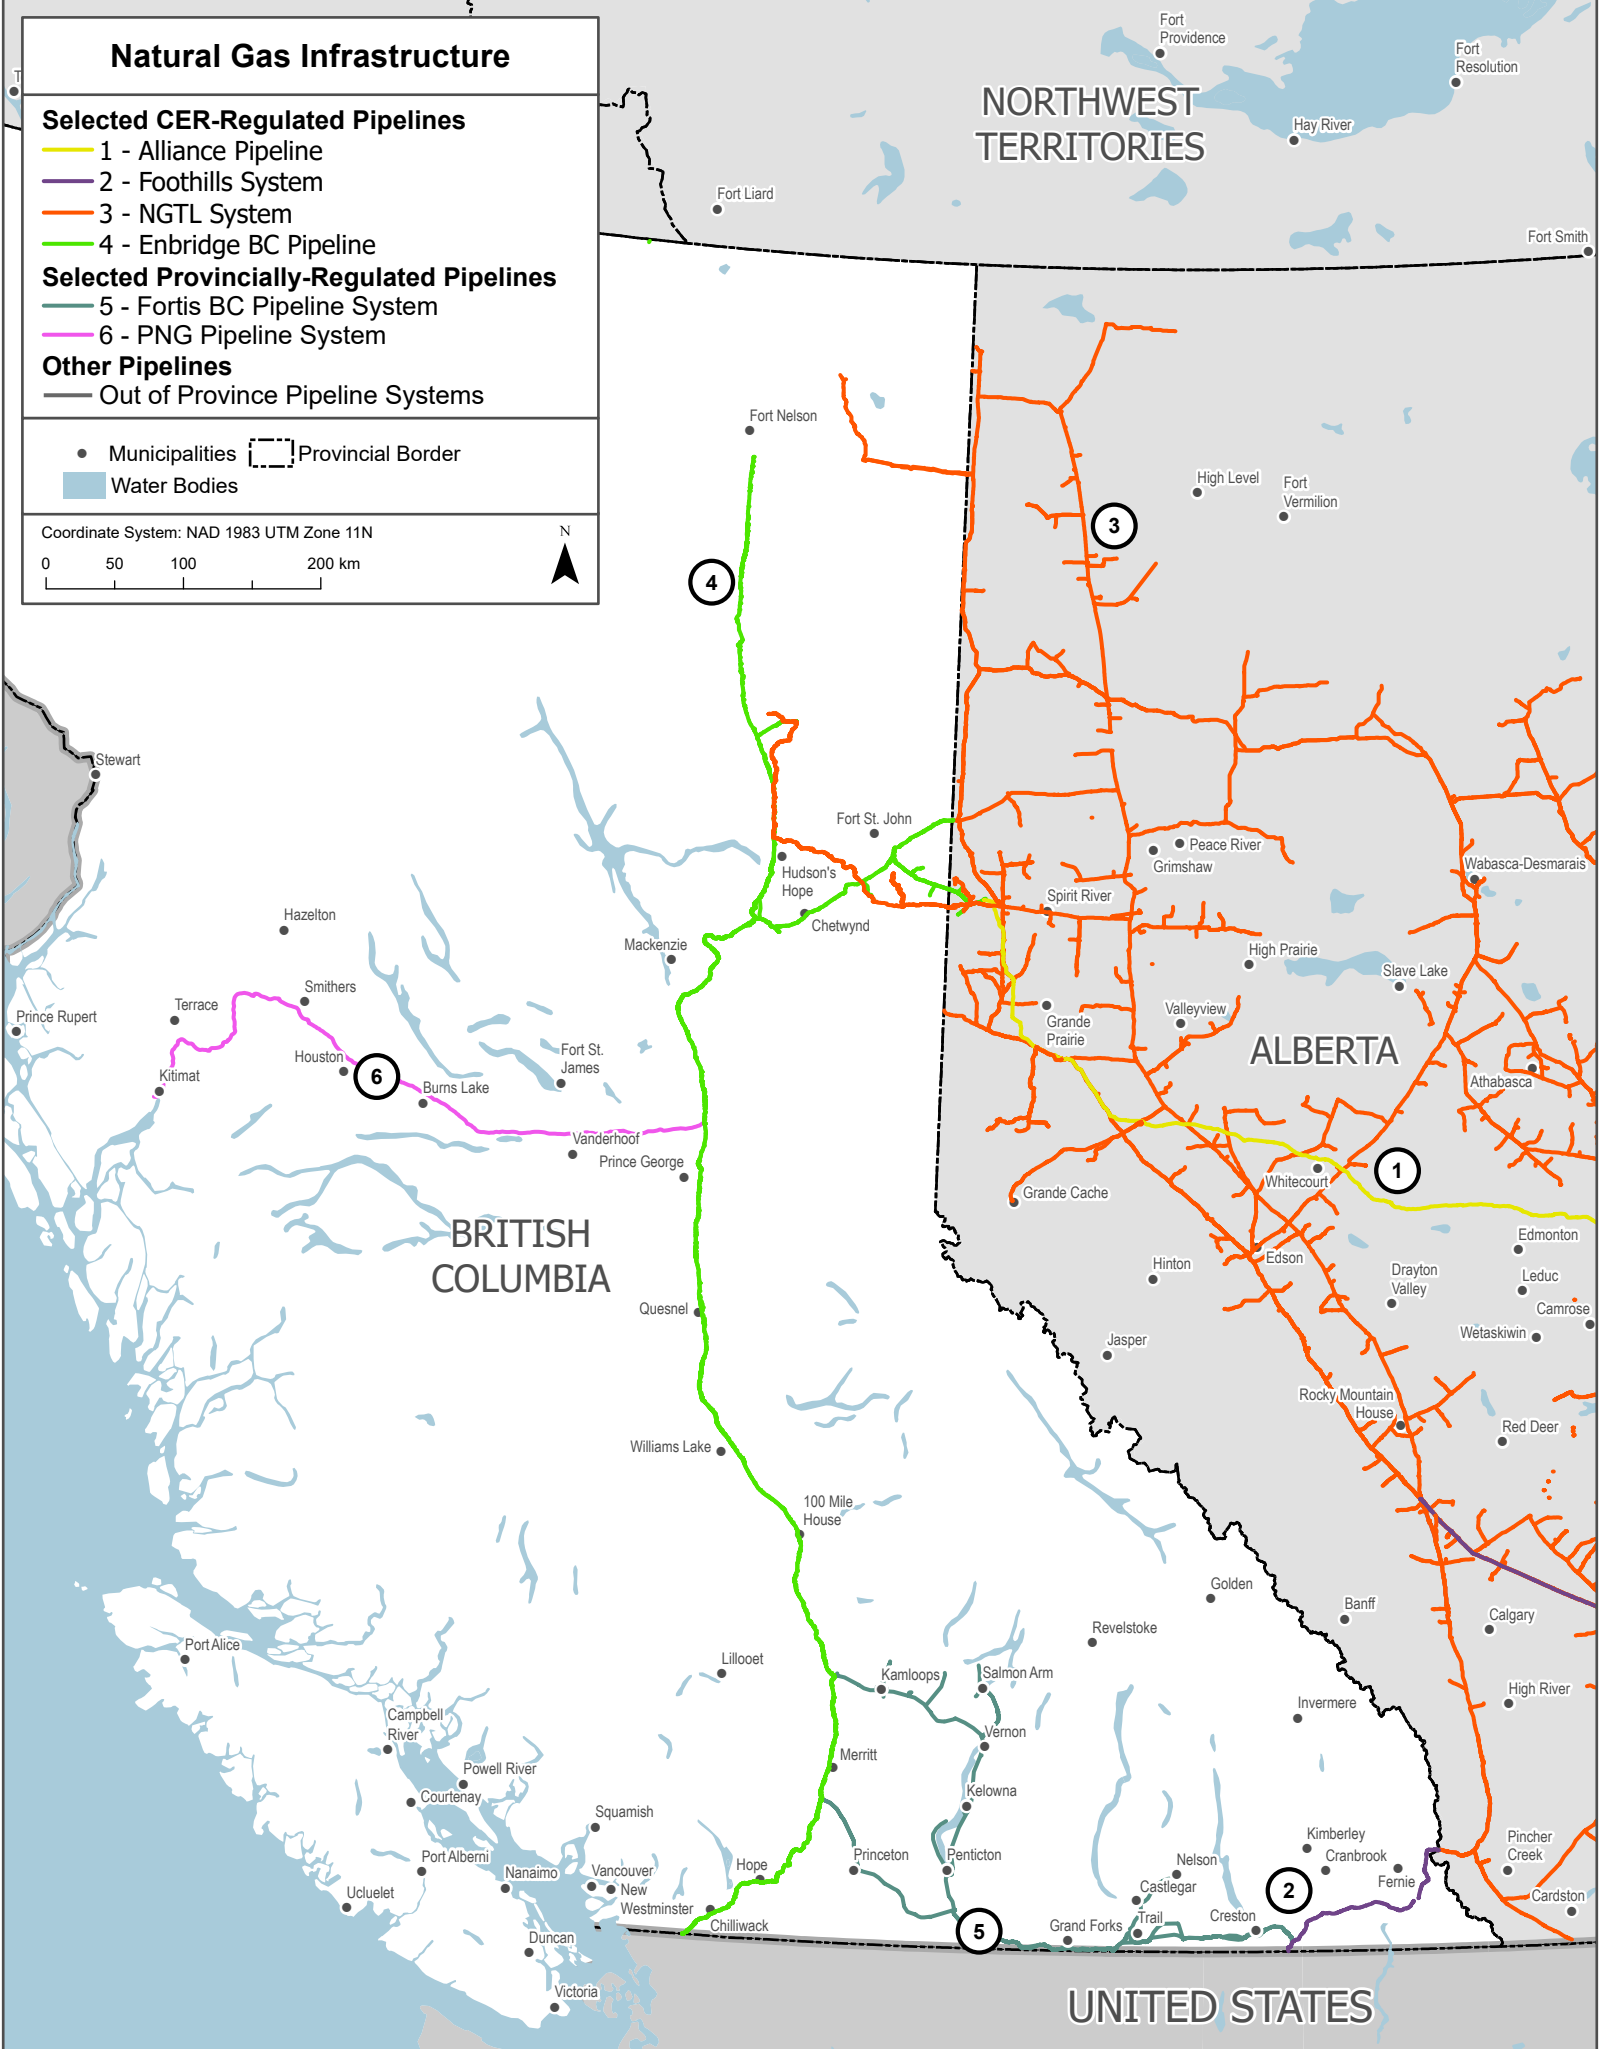 Natural Gas Infrastructure
Selected CER-Regulated Pipelines
1 - Alliance Pipeline
2 - Foothills System
3 - NGTL System
4 - Enbridge BC Pipeline
Selected Provincially-Regulated Pipelines
5 - Fortis BC Pipeline System
6 - PNG Pipeline System
Other Pipelines
Out of Province Pipeline Systems
Municipalities
Provincial Border
Water Bodies
Coordinate System: NAD 1983 UTM Zone 11N
0 50 100 200 km
N
T
Fort
Providence
Fort
Resolution
NORTHWEST
TERRITORIES
Hay River
Fort Liard
Fort Smith
Fort Nelson
High Level
Fort
Vermilion
3
4
Stewart
Fort St. John
Peace River
Grimshaw
Hudson's
Hope
Wabasca-Desmarais
Spirit River
Chetwynd
Hazelton
Mackenzie
High Prairie
Slave Lake
Smithers
Terrace
Prince Rupert
Valleyview
Grande
Prairie
ALBERTA
Houston
Fort St.
James
Kitimat
6
Burns Lake
Athabasca
Vanderhoof
Prince George
Whitecourt
1
Grande Cache
BRITISH
COLUMBIA
Edmonton
Edson
Hinton
Drayton
Valley
Leduc
Camrose
Quesnel
Wetaskiwin
Jasper
Rocky Mountain
House
Red Deer
Williams Lake
100 Mile
House
Golden
Banff
Calgary
Revelstoke
Port Alice
Lillooet
Kamloops
Salmon Arm
Invermere
High River
Campbell
River
Vernon
Merritt
Powell River
Courtenay
Kelowna
Squamish
Kimberley
Pincher
Creek
Port Alberni
Princeton
Penticton
Cranbrook
Nanaimo
Vancouver
Hope
Nelson
Fernie
New
Westminster
Castlegar
2
Ucluelet
Cardston
Chilliwack
5
Grand Forks
Trail
Creston
Duncan
Victoria
UNITED STATES